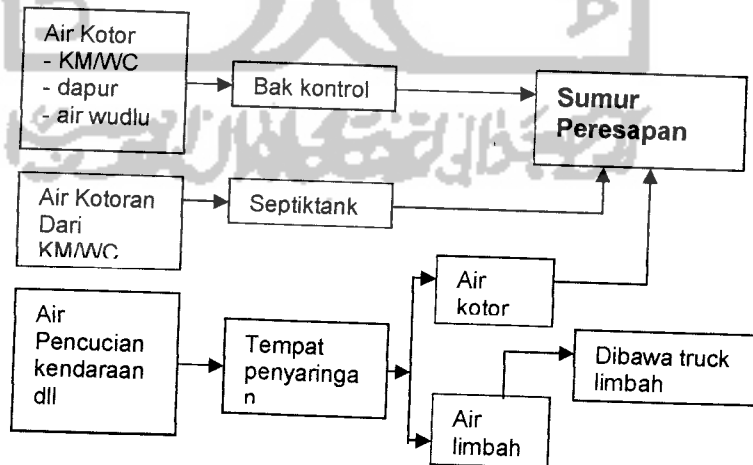 Air Kotor
- KM/WC
- dapur
- air wudlu
Bak kontrol
Sumur
Peresapan
Air Kotoran
Dari
KM/WC
Septiktank
Air
Pencucian
kendaraan
dll
Tempat
penyaringa
n
Air
kotor
Air
limbah
Dibawa truck
limbah